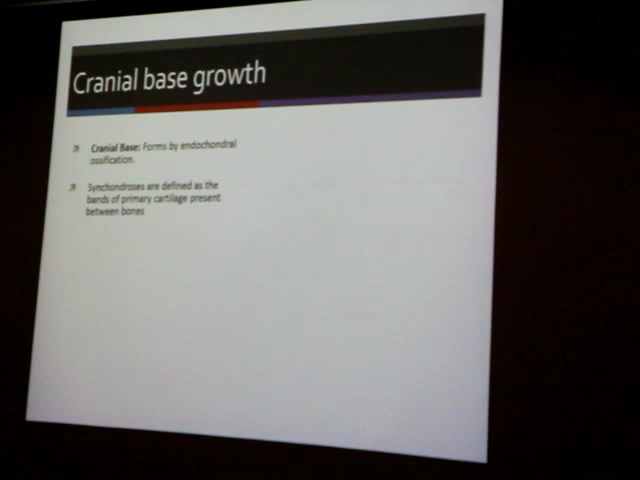 Cranial base growth
Cranial Base: Forms by endochondral
ossification.
Synchondroses are defined as the
bands of primary cartilage present
between bones